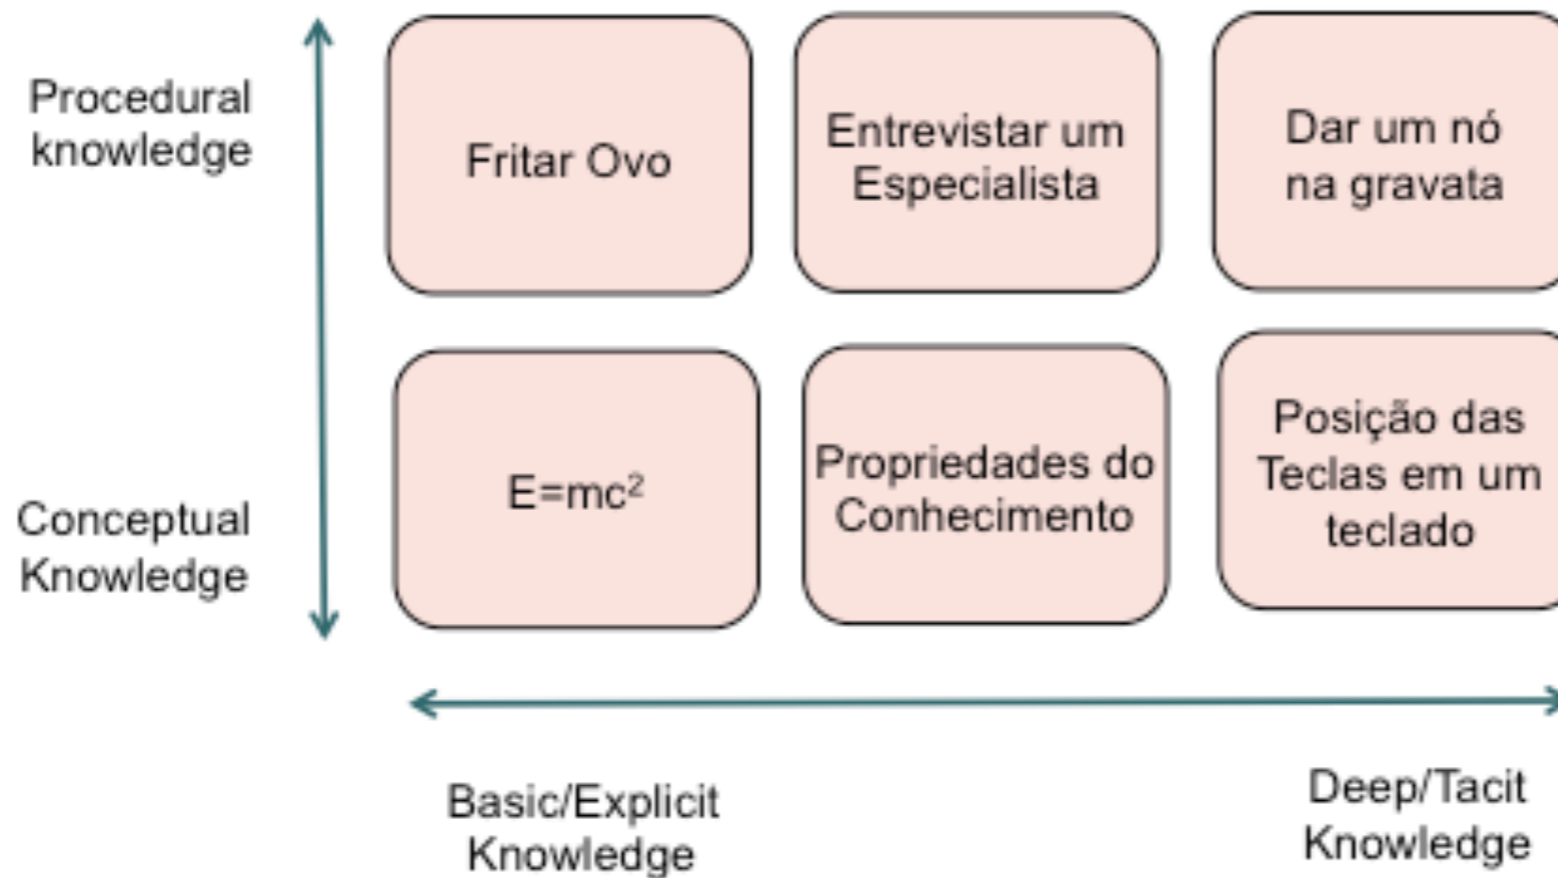 Procedural
knowledge
Fritar Ovo
Entrevistar um
Especialista
Dar um nó
na gravata
Conceptual
Knowledge
E=mc²
Propriedades do
Conhecimento
Posição das
Teclas em um
teclado
Basic/Explicit
Knowledge
Deep/Tacit
Knowledge